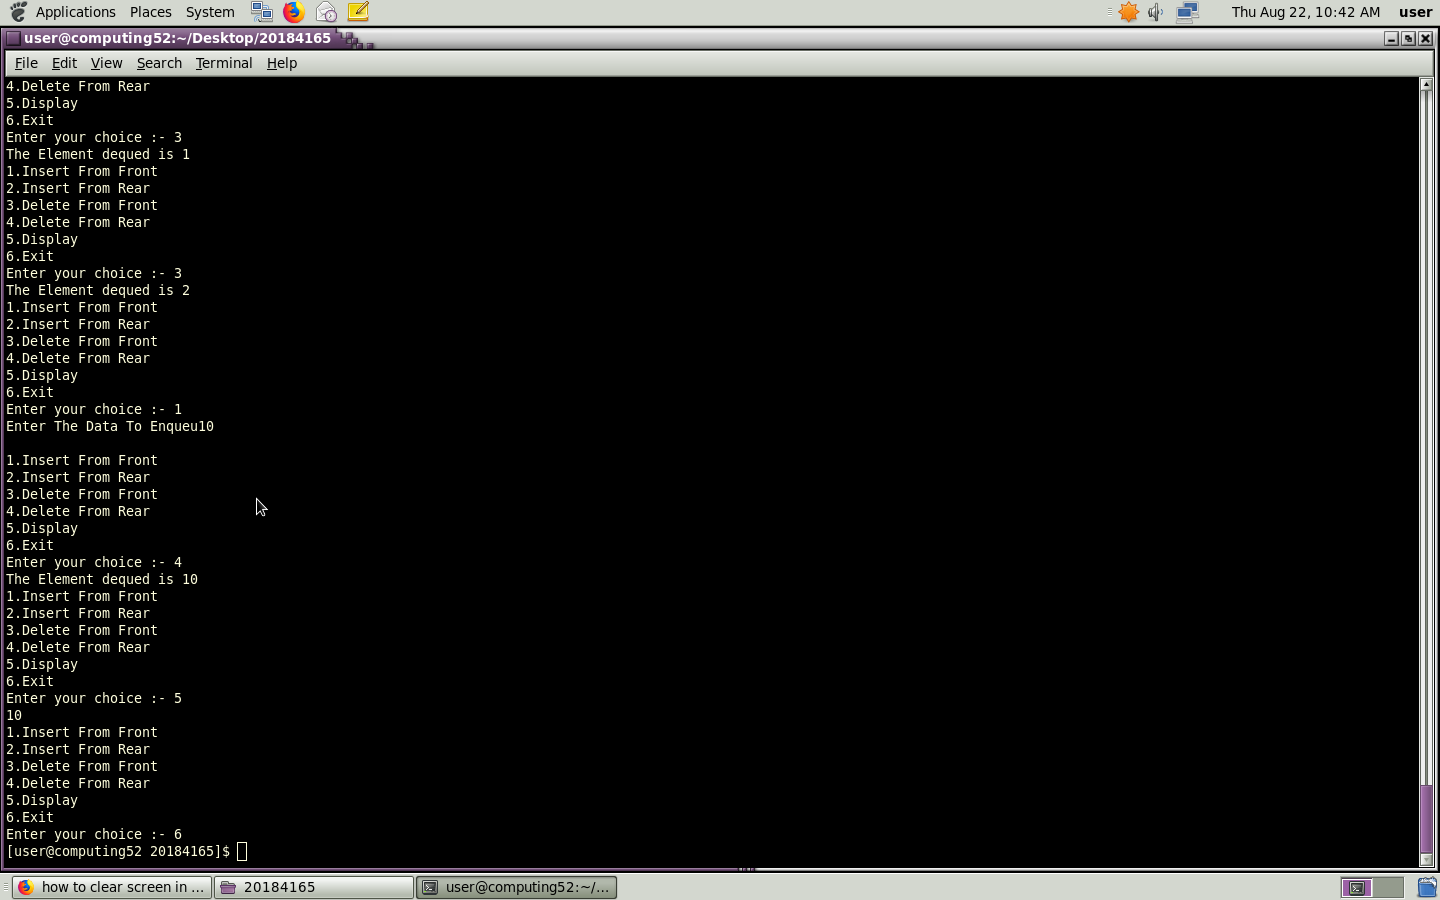 Applications Places System Thu Aug 22, 10:42 AM user
user@computing52:~/Desktop/20184165
File Edit View Search Terminal Help
4.Delete From Rear
5.Display
6.Exit
Enter your choice :- 3
The Element dequed is 1
1.Insert From Front
2.Insert From Rear
3.Delete From Front
4.Delete From Rear
5.Display
6.Exit
Enter your choice :- 3
The Element dequed is 2
1.Insert From Front
2.Insert From Rear
3.Delete From Front
4.Delete From Rear
5.Display
6.Exit
Enter your choice :- 1
Enter The Data To Enqueu10
1.Insert From Front
2.Insert From Rear
3.Delete From Front
4.Delete From Rear
5.Display
6.Exit
Enter your choice :- 4
The Element dequed is 10
1.Insert From Front
2.Insert From Rear
3.Delete From Front
4.Delete From Rear
5.Display
6.Exit
Enter your choice :- 5
10
1.Insert From Front
2.Insert From Rear
3.Delete From Front
4.Delete From Rear
5.Display
6.Exit
Enter your choice :- 6
[user@computing52 20184165]$
how to clear screen in ... 20184165 user@computing52:~/...